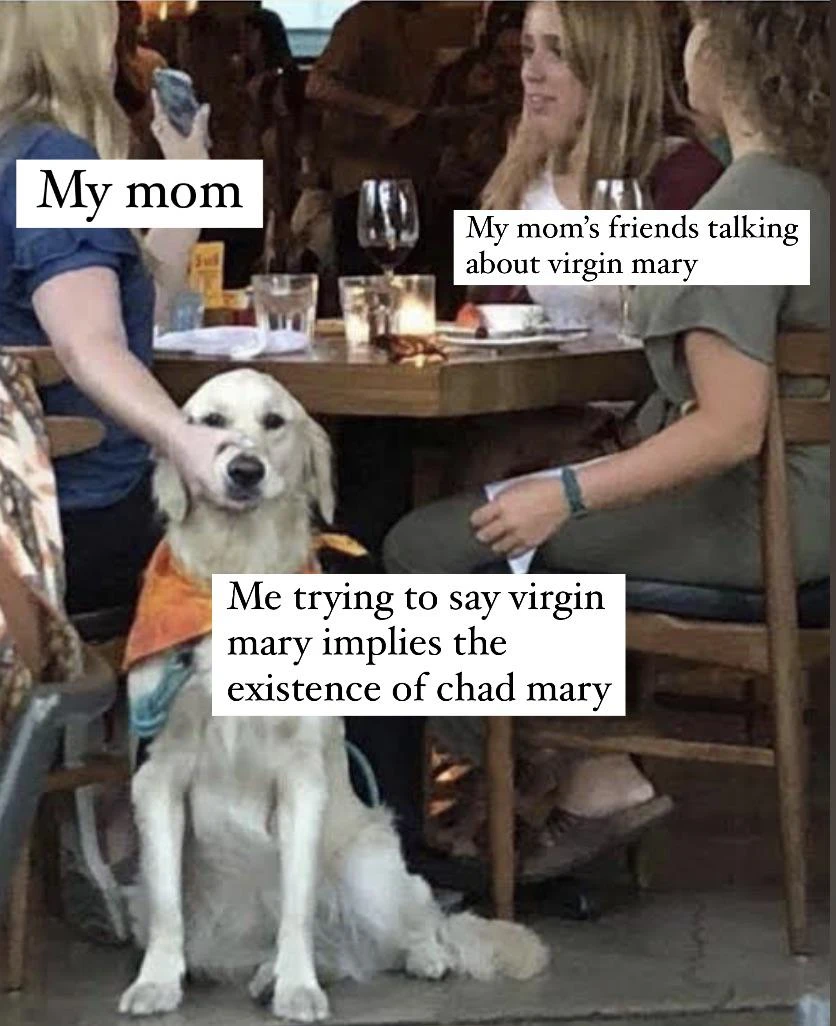 My mom
My mom's friends talking
about virgin mary
Me trying to say virgin
mary implies the
existence of chad mary